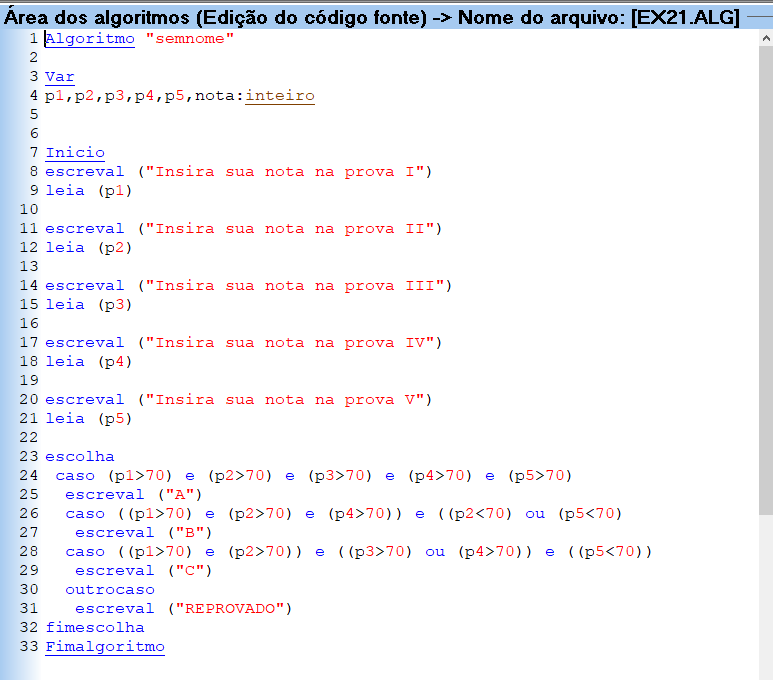 Área dos algoritmos (Edição do código fonte) -> Nome do arquivo: [EX21.ALG]
1 Algoritmo "semnome"
2
3 Var
4 p1,p2,p3,p4,p5,nota:inteiro
5
6
7 Inicio
8 escreval ("Insira sua nota na prova I")
9 leia (p1)
10
11 escreval ("Insira sua nota na prova II")
12 leia (p2)
13
14 escreval ("Insira sua nota na prova III")
15 leia (p3)
16
17 escreval ("Insira sua nota na prova IV")
18 leia (p4)
19
20 escreval ("Insira sua nota na prova V")
21 leia (p5)
22
23 escolha
24  caso (p1>70) e (p2>70) e (p3>70) e (p4>70) e (p5>70)
25   escreval ("A")
26   caso ((p1>70) e (p2>70) e (p4>70)) e ((p2<70) ou (p5<70)
27    escreval ("B")
28   caso ((p1>70) e (p2>70)) e ((p3>70) ou (p4>70)) e ((p5<70))
29    escreval ("C")
30   outrocaso
31    escreval ("REPROVADO")
32 fimescolha
33 Fimalgoritmo